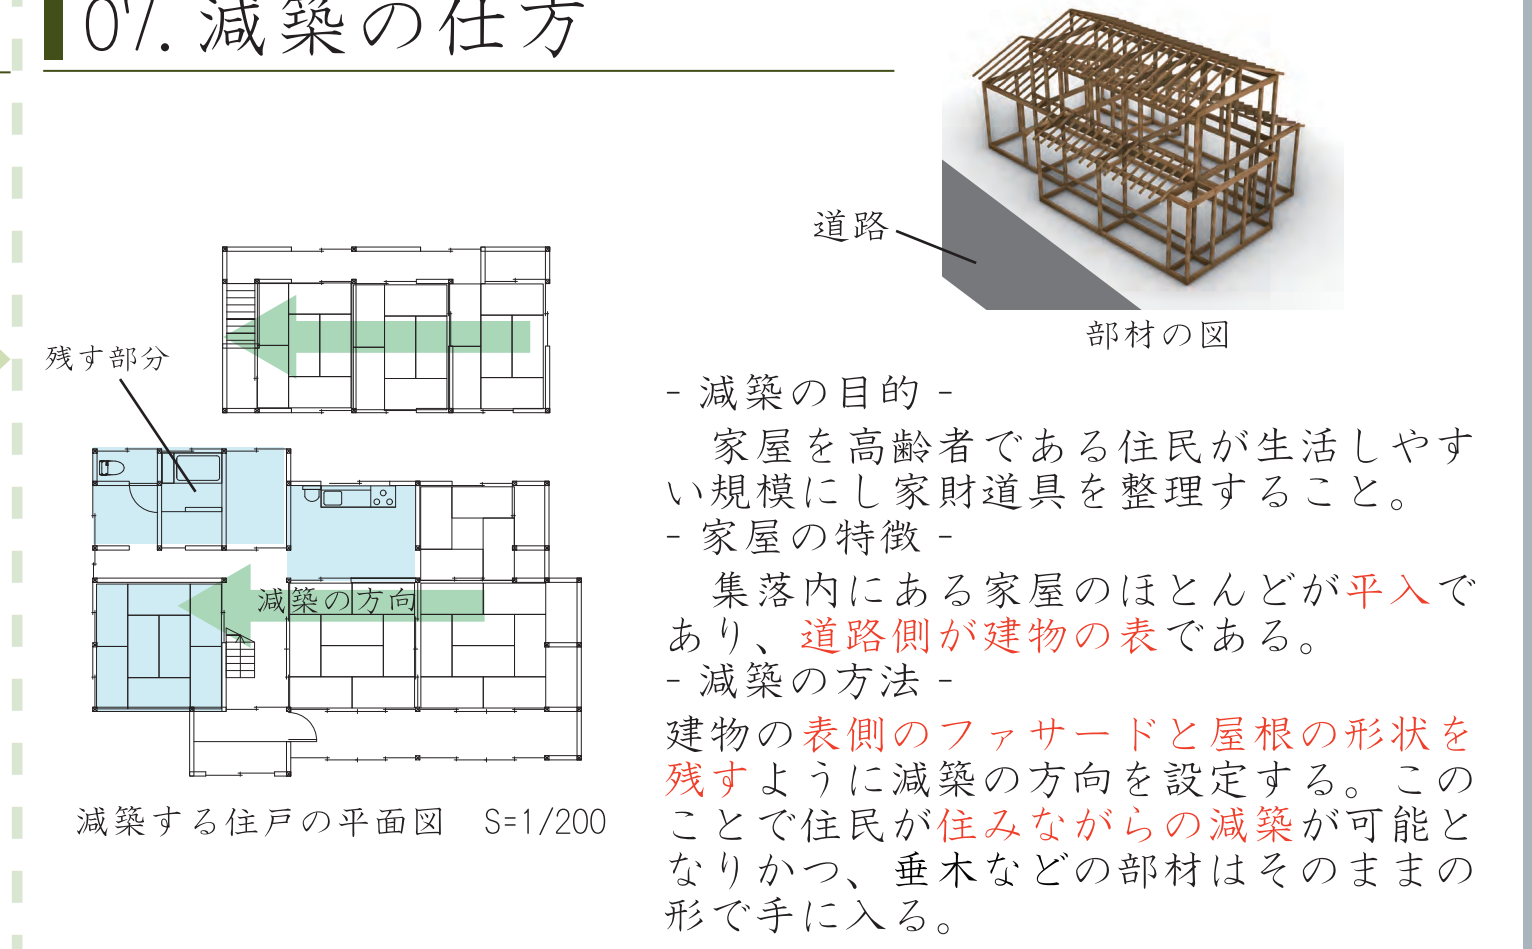 07. 減築の仕方
道路
部材の図
残す部分
減築の方向
減築する住戸の平面図 S=1/200
- 減築の目的 -
家屋を高齢者である住民が生活しやす
い規模にし家財道具を整理すること。
- 家屋の特徴 -
集落内にある家屋のほとんどが平入で
あり、道路側が建物の表である。
- 減築の方法 -
建物の表側のファサードと屋根の形状を
残すように減築の方向を設定する。この
ことで住民が住みながらの減築が可能と
なりかつ、垂木などの部材はそのままの
形で手に入る。